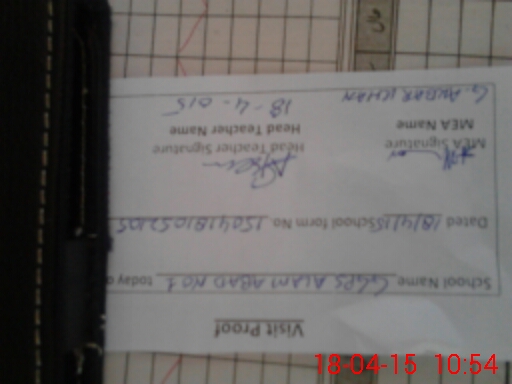 Visit Proof
School Name GGPS ALAM ABAD NO 1 today
Dated 18/4/15 School form No. 1504181052105
Head Teacher Signature
MEA Signature
Head Teacher Name
MEA Name
18-4-015
G. AKBAR KHAN
18-04-15 10:54